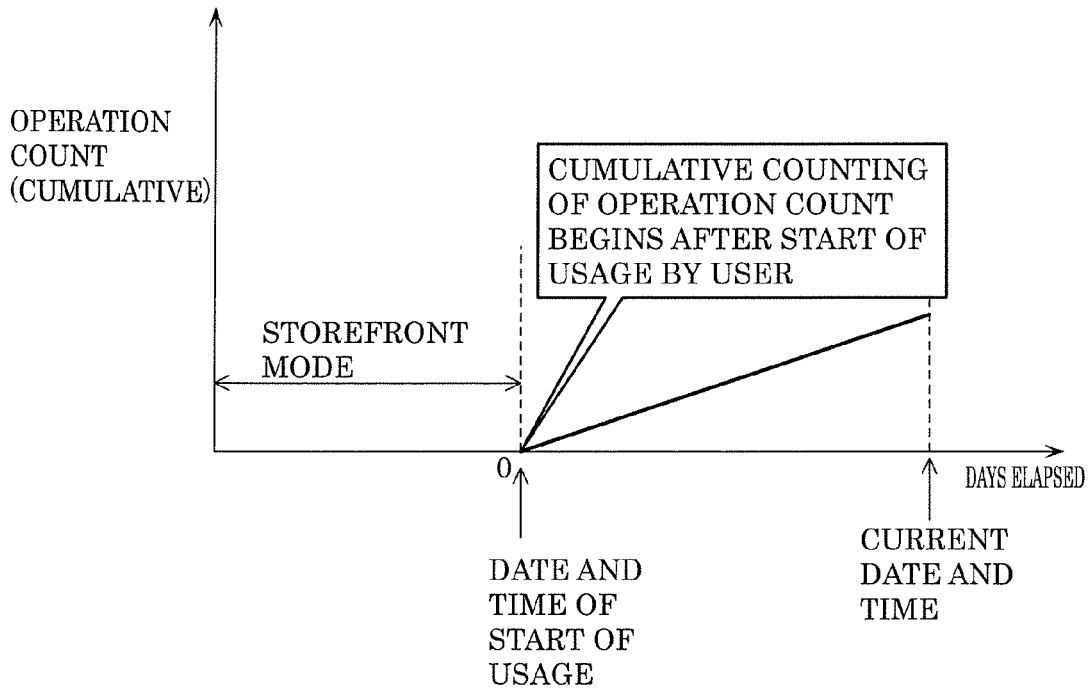 OPERATION
COUNT
(CUMULATIVE)
CUMULATIVE COUNTING
OF OPERATION COUNT
BEGINS AFTER START OF
USAGE BY USER
STOREFRONT
MODE
0
DAYS ELAPSED
DATE AND
TIME OF
START OF
USAGE
CURRENT
DATE AND
TIME